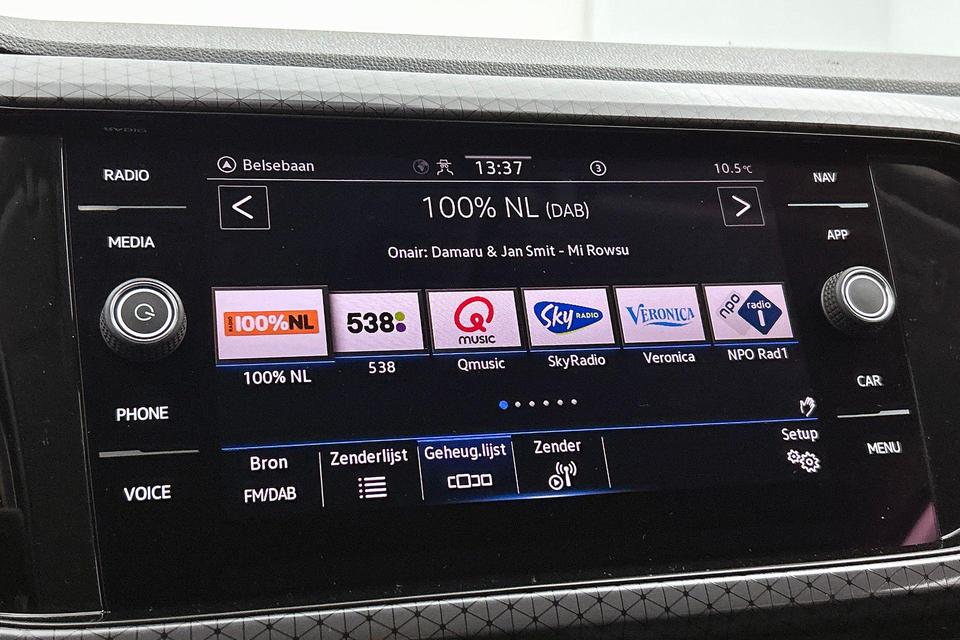 RADIO
MEDIA
PHONE
VOICE
Belsebaan
13:37
3
10.5°C
100% NL (DAB)
Onair: Damaru & Jan Smit - Mi Rowsu
RADIO 100%NL
538
Q MUSIC
Sky RADIO
VERONICA
npo radio 1
100% NL
538
Qmusic
SkyRadio
Veronica
NPO Rad1
Bron
FM/DAB
Zenderlijst
Geheug.lijst
Zender
Setup
NAV
APP
CAR
MENU